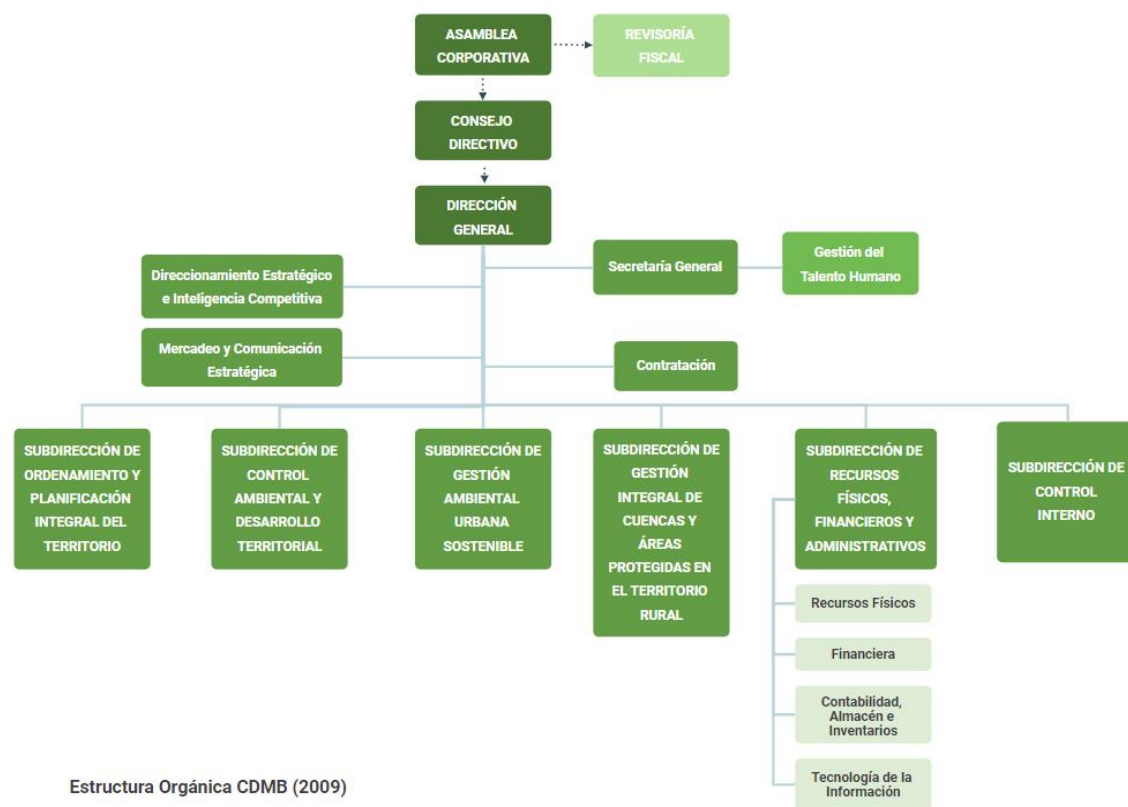 ASAMBLEA
CORPORATIVA
REVISORÍA
FISCAL
CONSEJO
DIRECTIVO
DIRECCIÓN
GENERAL
Direccionamiento Estratégico
e Inteligencia Competitiva
Secretaría General
Gestión del
Talento Humano
Mercadeo y Comunicación
Estratégica
Contratación
SUBDIRECCIÓN DE
ORDENAMIENTO Y
PLANIFICACIÓN
INTEGRAL DEL
TERRITORIO
SUBDIRECCIÓN DE
CONTROL
AMBIENTAL Y
DESARROLLO
TERRITORIAL
SUBDIRECCIÓN DE
GESTIÓN
AMBIENTAL
URBANA
SOSTENIBLE
SUBDIRECCIÓN DE
GESTIÓN
INTEGRAL DE
CUENCAS Y
ÁREAS
PROTEGIDAS EN
EL TERRITORIO
RURAL
SUBDIRECCIÓN DE
RECURSOS
FÍSICOS,
FINANCIEROS Y
ADMINISTRATIVOS
SUBDIRECCIÓN DE
CONTROL
INTERNO
Recursos Físicos
Financiera
Contabilidad,
Almacén e
Inventarios
Tecnología de la
Información
Estructura Orgánica CDMB (2009)